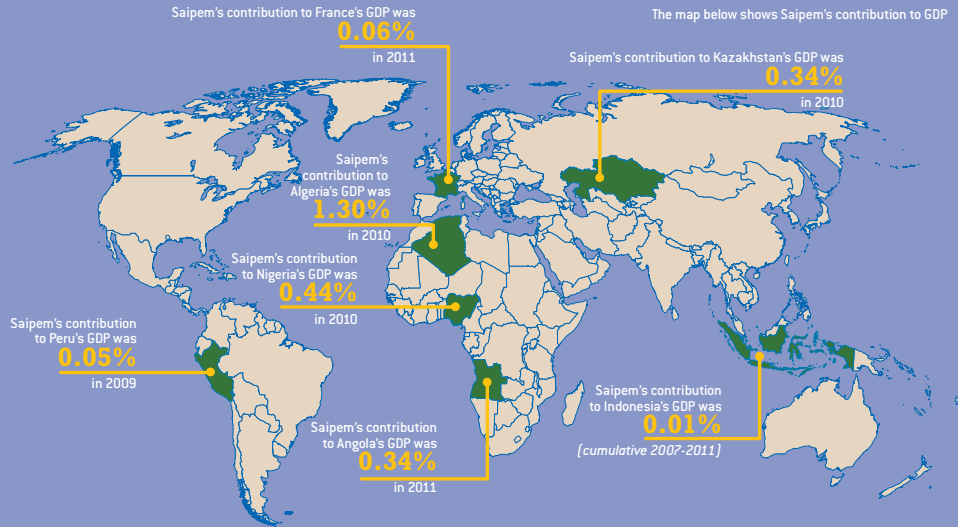 The map below shows Saipem's contribution to GDP
Saipem's contribution to France's GDP was
0.06%
in 2011
Saipem's contribution to Kazakhstan's GDP was
0.34%
in 2010
Saipem's
contribution to
Algeria's GDP was
1.30%
in 2010
Saipem's contribution
to Nigeria's GDP was
0.44%
in 2010
Saipem's contribution
to Peru's GDP was
0.05%
in 2009
Saipem's contribution
to Angola's GDP was
0.34%
in 2011
Saipem's contribution
to Indonesia's GDP was
0.01%
(cumulative 2007-2011)